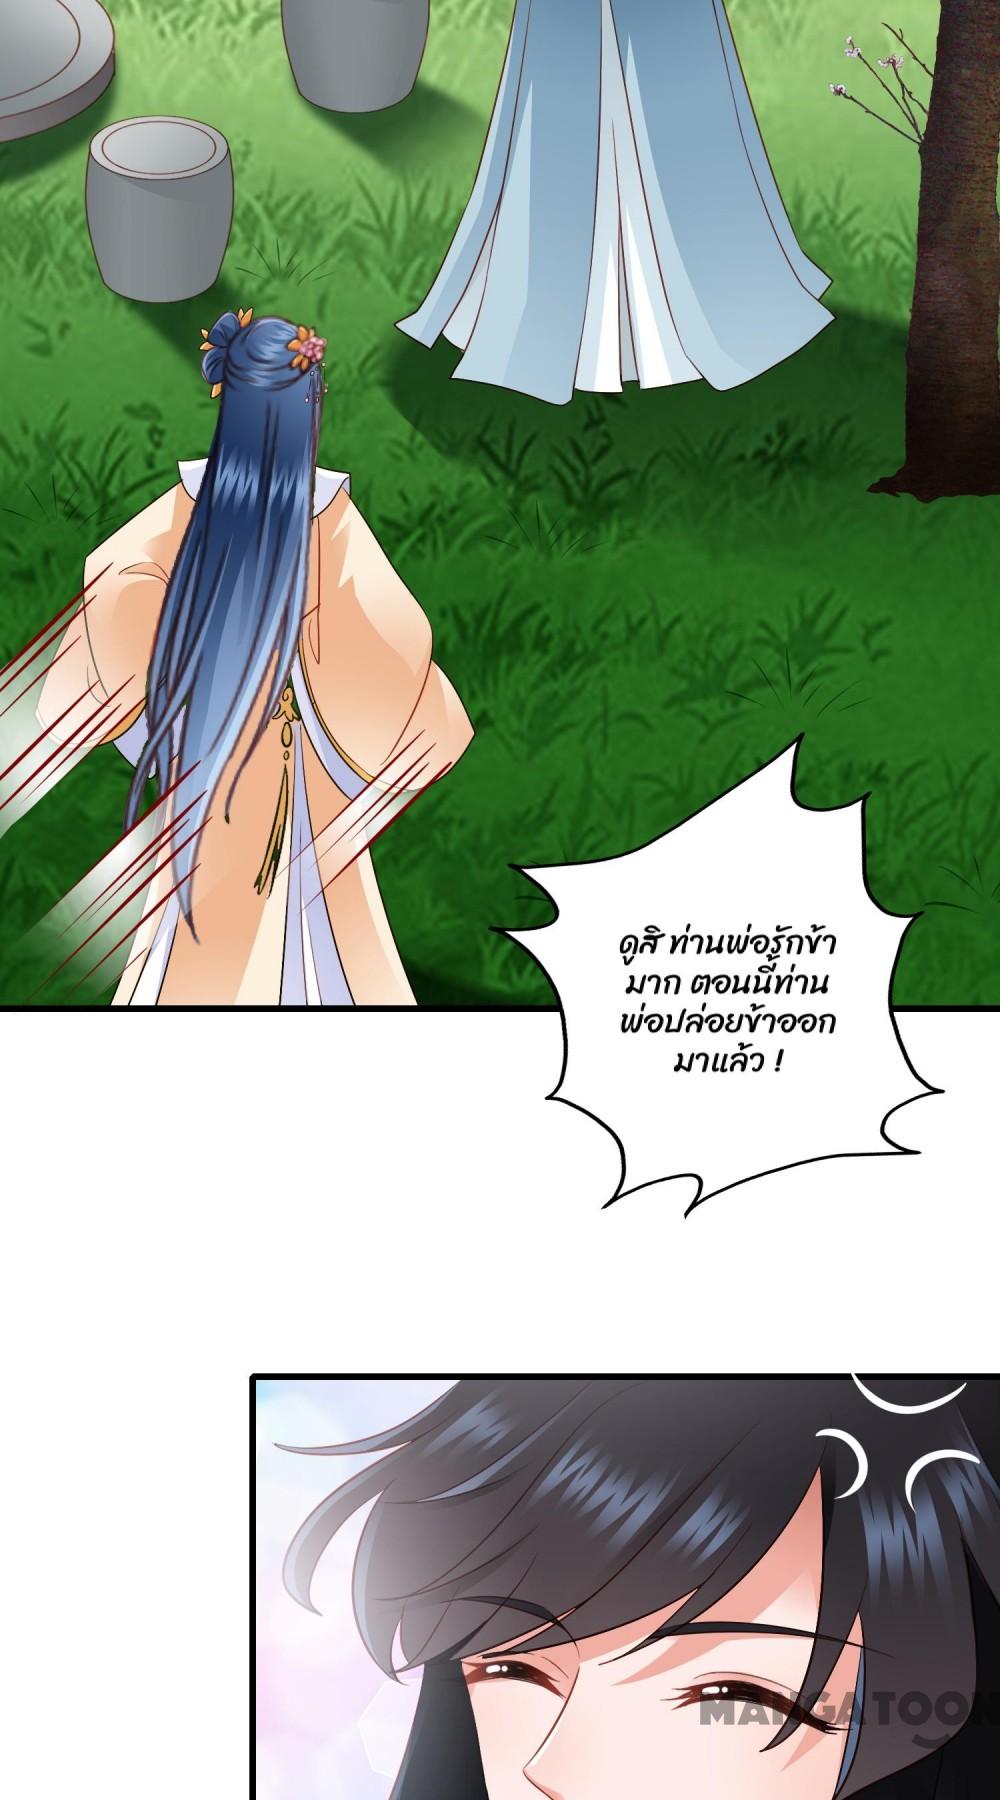 ดูสิ ท่านพ่อรักข้า
มาก ตอนนี้ท่าน
พ่อปล่อยข้าออก
มาแล้ว !
MANGATOON